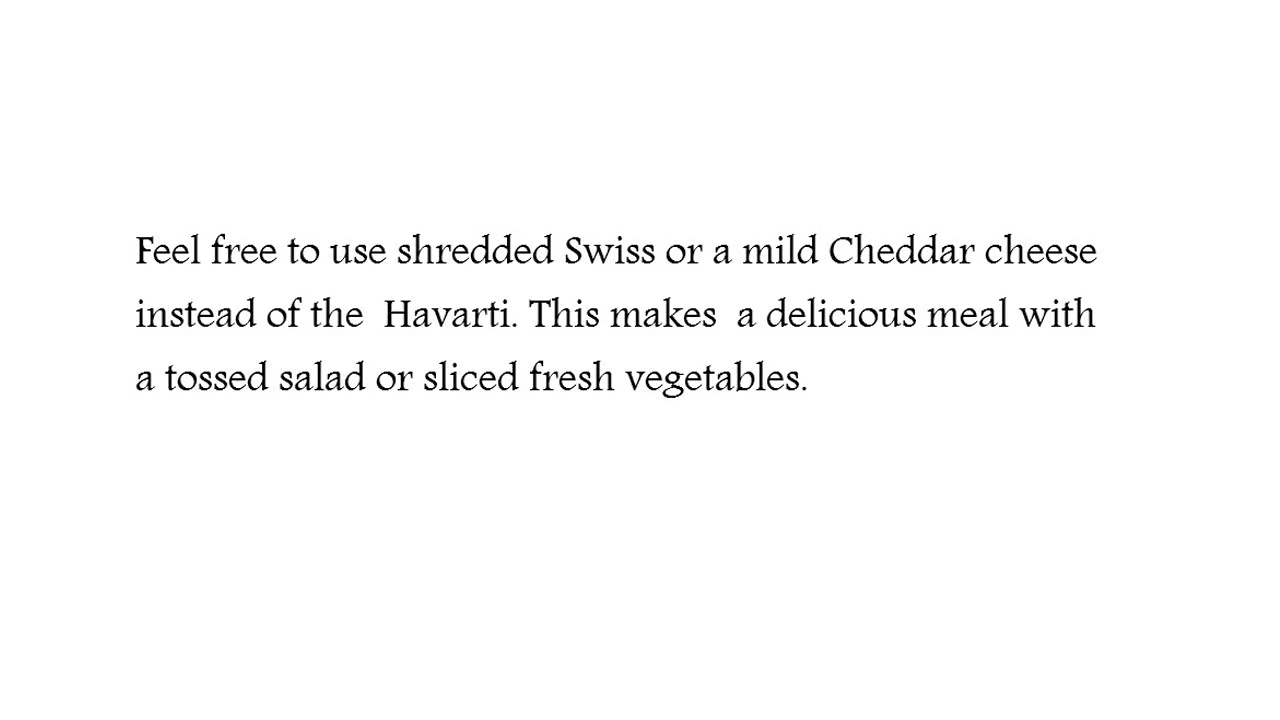 Feel free to use shredded Swiss or a mild Cheddar cheese
instead of the  Havarti. This makes  a delicious meal with
a tossed salad or sliced fresh vegetables.